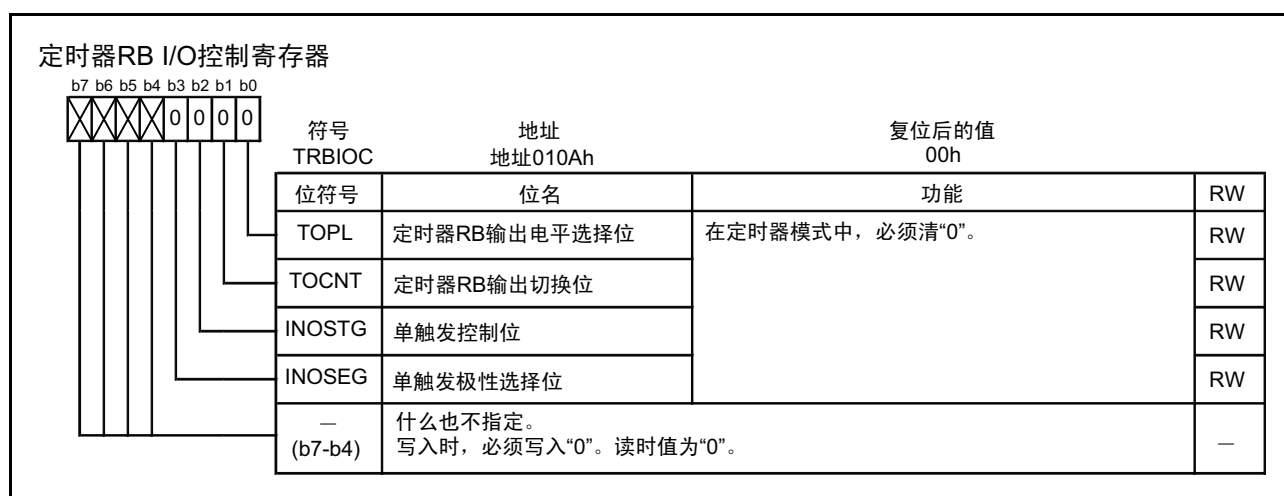 定时器RB I/O控制寄存器
b7 b6 b5 b4 b3 b2 b1 b0
0 0 0 0
符号 地址 复位后的值
TRBIOC 地址010Ah 00h
位符号 位名 功能 RW
TOPL 定时器RB输出电平选择位 在定时器模式中，必须清“0”。 RW
TOCNT 定时器RB输出切换位 RW
INOSTG 单触发控制位 RW
INOSEG 单触发极性选择位 RW
— 什么也不指定。
(b7-b4) 写入时，必须写入“0”。读时值为“0”。 —